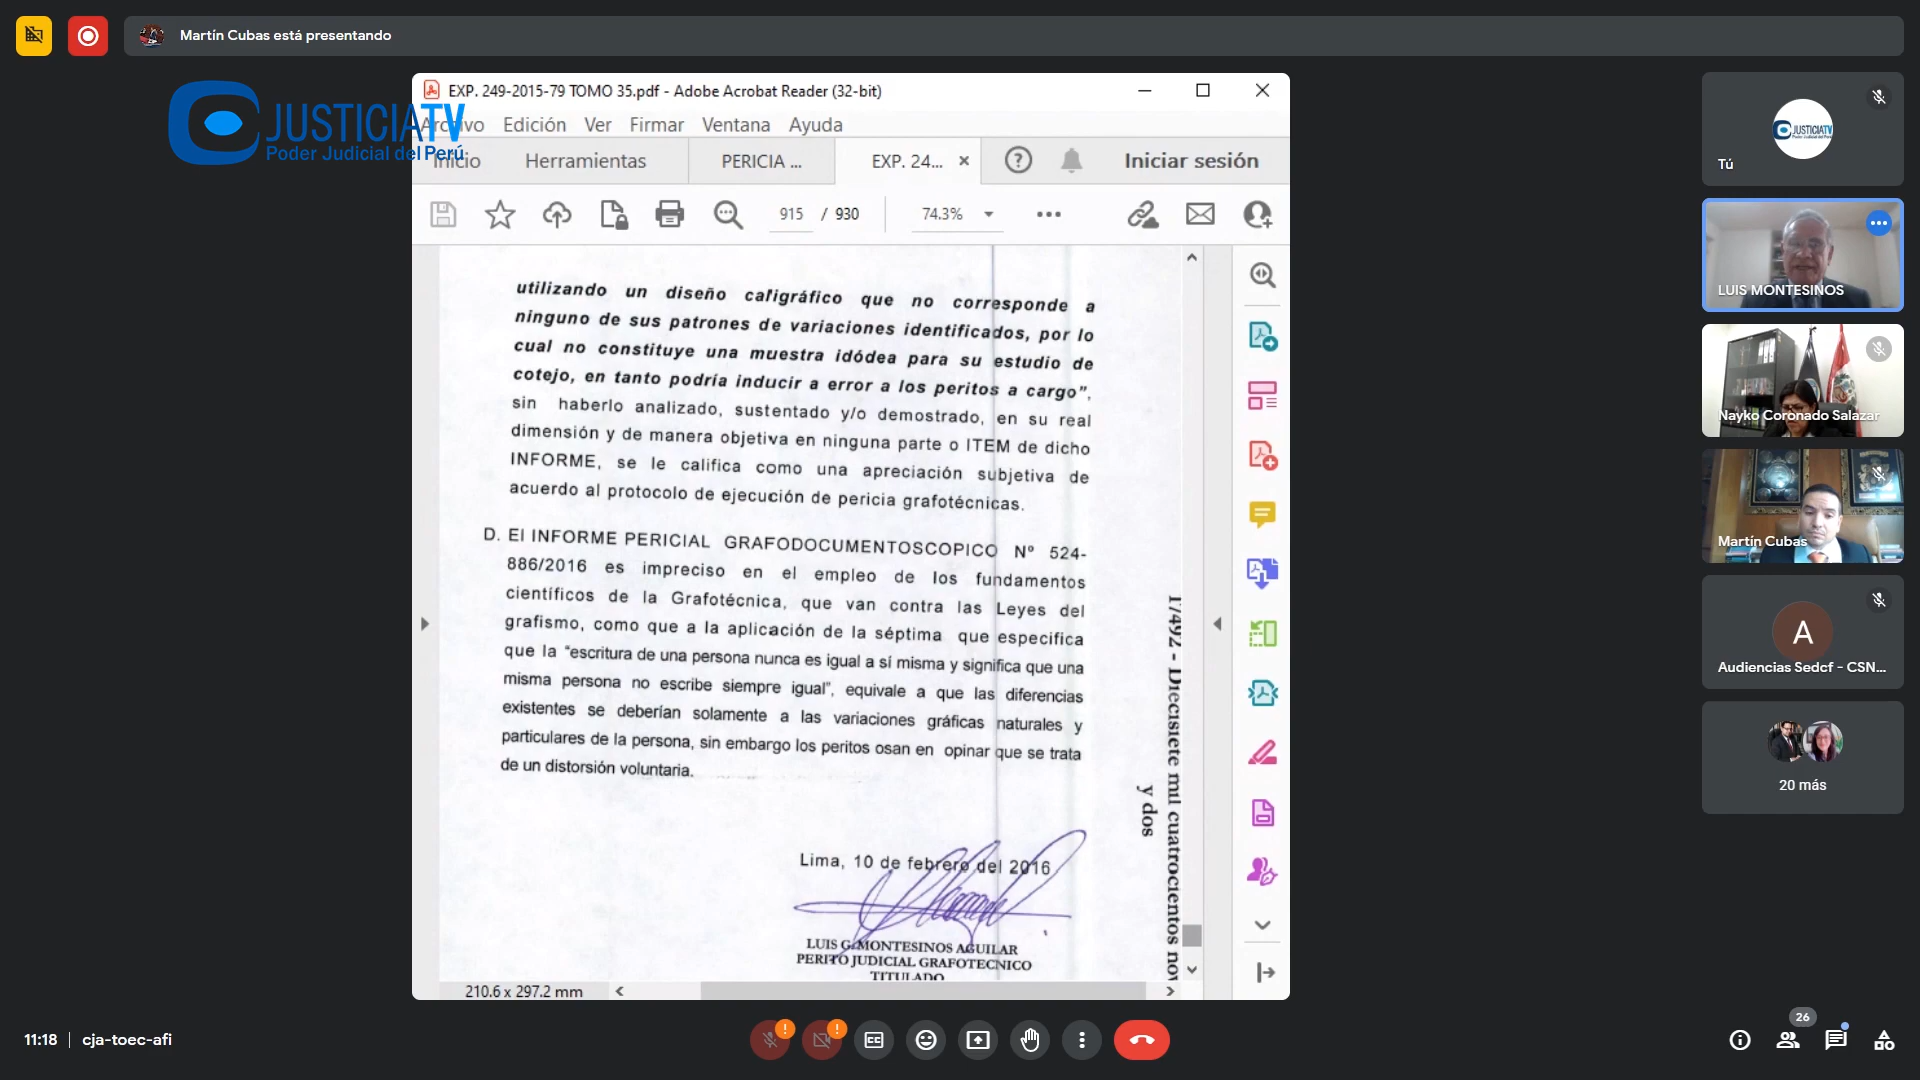 Martín Cubas está presentando
JUSTICIATV
Poder Judicial del Perú
EXP. 249-2015-79 TOMO 35.pdf - Adobe Acrobat Reader (32-bit)
Archivo Edición Ver Firmar Ventana Ayuda
Inicio Herramientas PERICIA ... EXP. 24... Iniciar sesión
915 / 930 74.3%
utilizando un diseño caligráfico que no corresponde a
ninguno de sus patrones de variaciones identificados, por lo
cual no constituye una muestra idódea para su estudio de
cotejo, en tanto podría inducir a error a los peritos a cargo",
sin haberlo analizado, sustentado y/o demostrado, en su real
dimensión y de manera objetiva en ninguna parte o ITEM de dicho
INFORME, se le califica como una apreciación subjetiva de
acuerdo al protocolo de ejecución de pericia grafotécnicas.
D. El INFORME PERICIAL GRAFODOCUMENTOSCOPICO Nº 524-
886/2016 es impreciso en el empleo de los fundamentos
científicos de la Grafotécnica, que van contra las Leyes del
grafismo, como que a la aplicación de la séptima que especifica
que la "escritura de una persona nunca es igual a sí misma y significa que una
misma persona no escribe siempre igual", equivale a que las diferencias
existentes se deberían solamente a las variaciones gráficas naturales y
particulares de la persona, sin embargo los peritos osan en opinar que se trata
de un distorsión voluntaria.
Lima, 10 de febrero del 2016
LUIS G. MONTESINOS AGUILAR
PERITO JUDICIAL GRAFOTECNICO
TITULADO
17492 - Diecisiete mil cuatrocientos nov
y dos
210.6 x 297.2 mm
JUSTICIATV
Poder Judicial del Perú
Tú
LUIS MONTESINOS
Nayko Coronado Salazar
Martín Cubas
A
Audiencias Sedcf - CSN...
20 más
11:18 cja-toec-afi
26